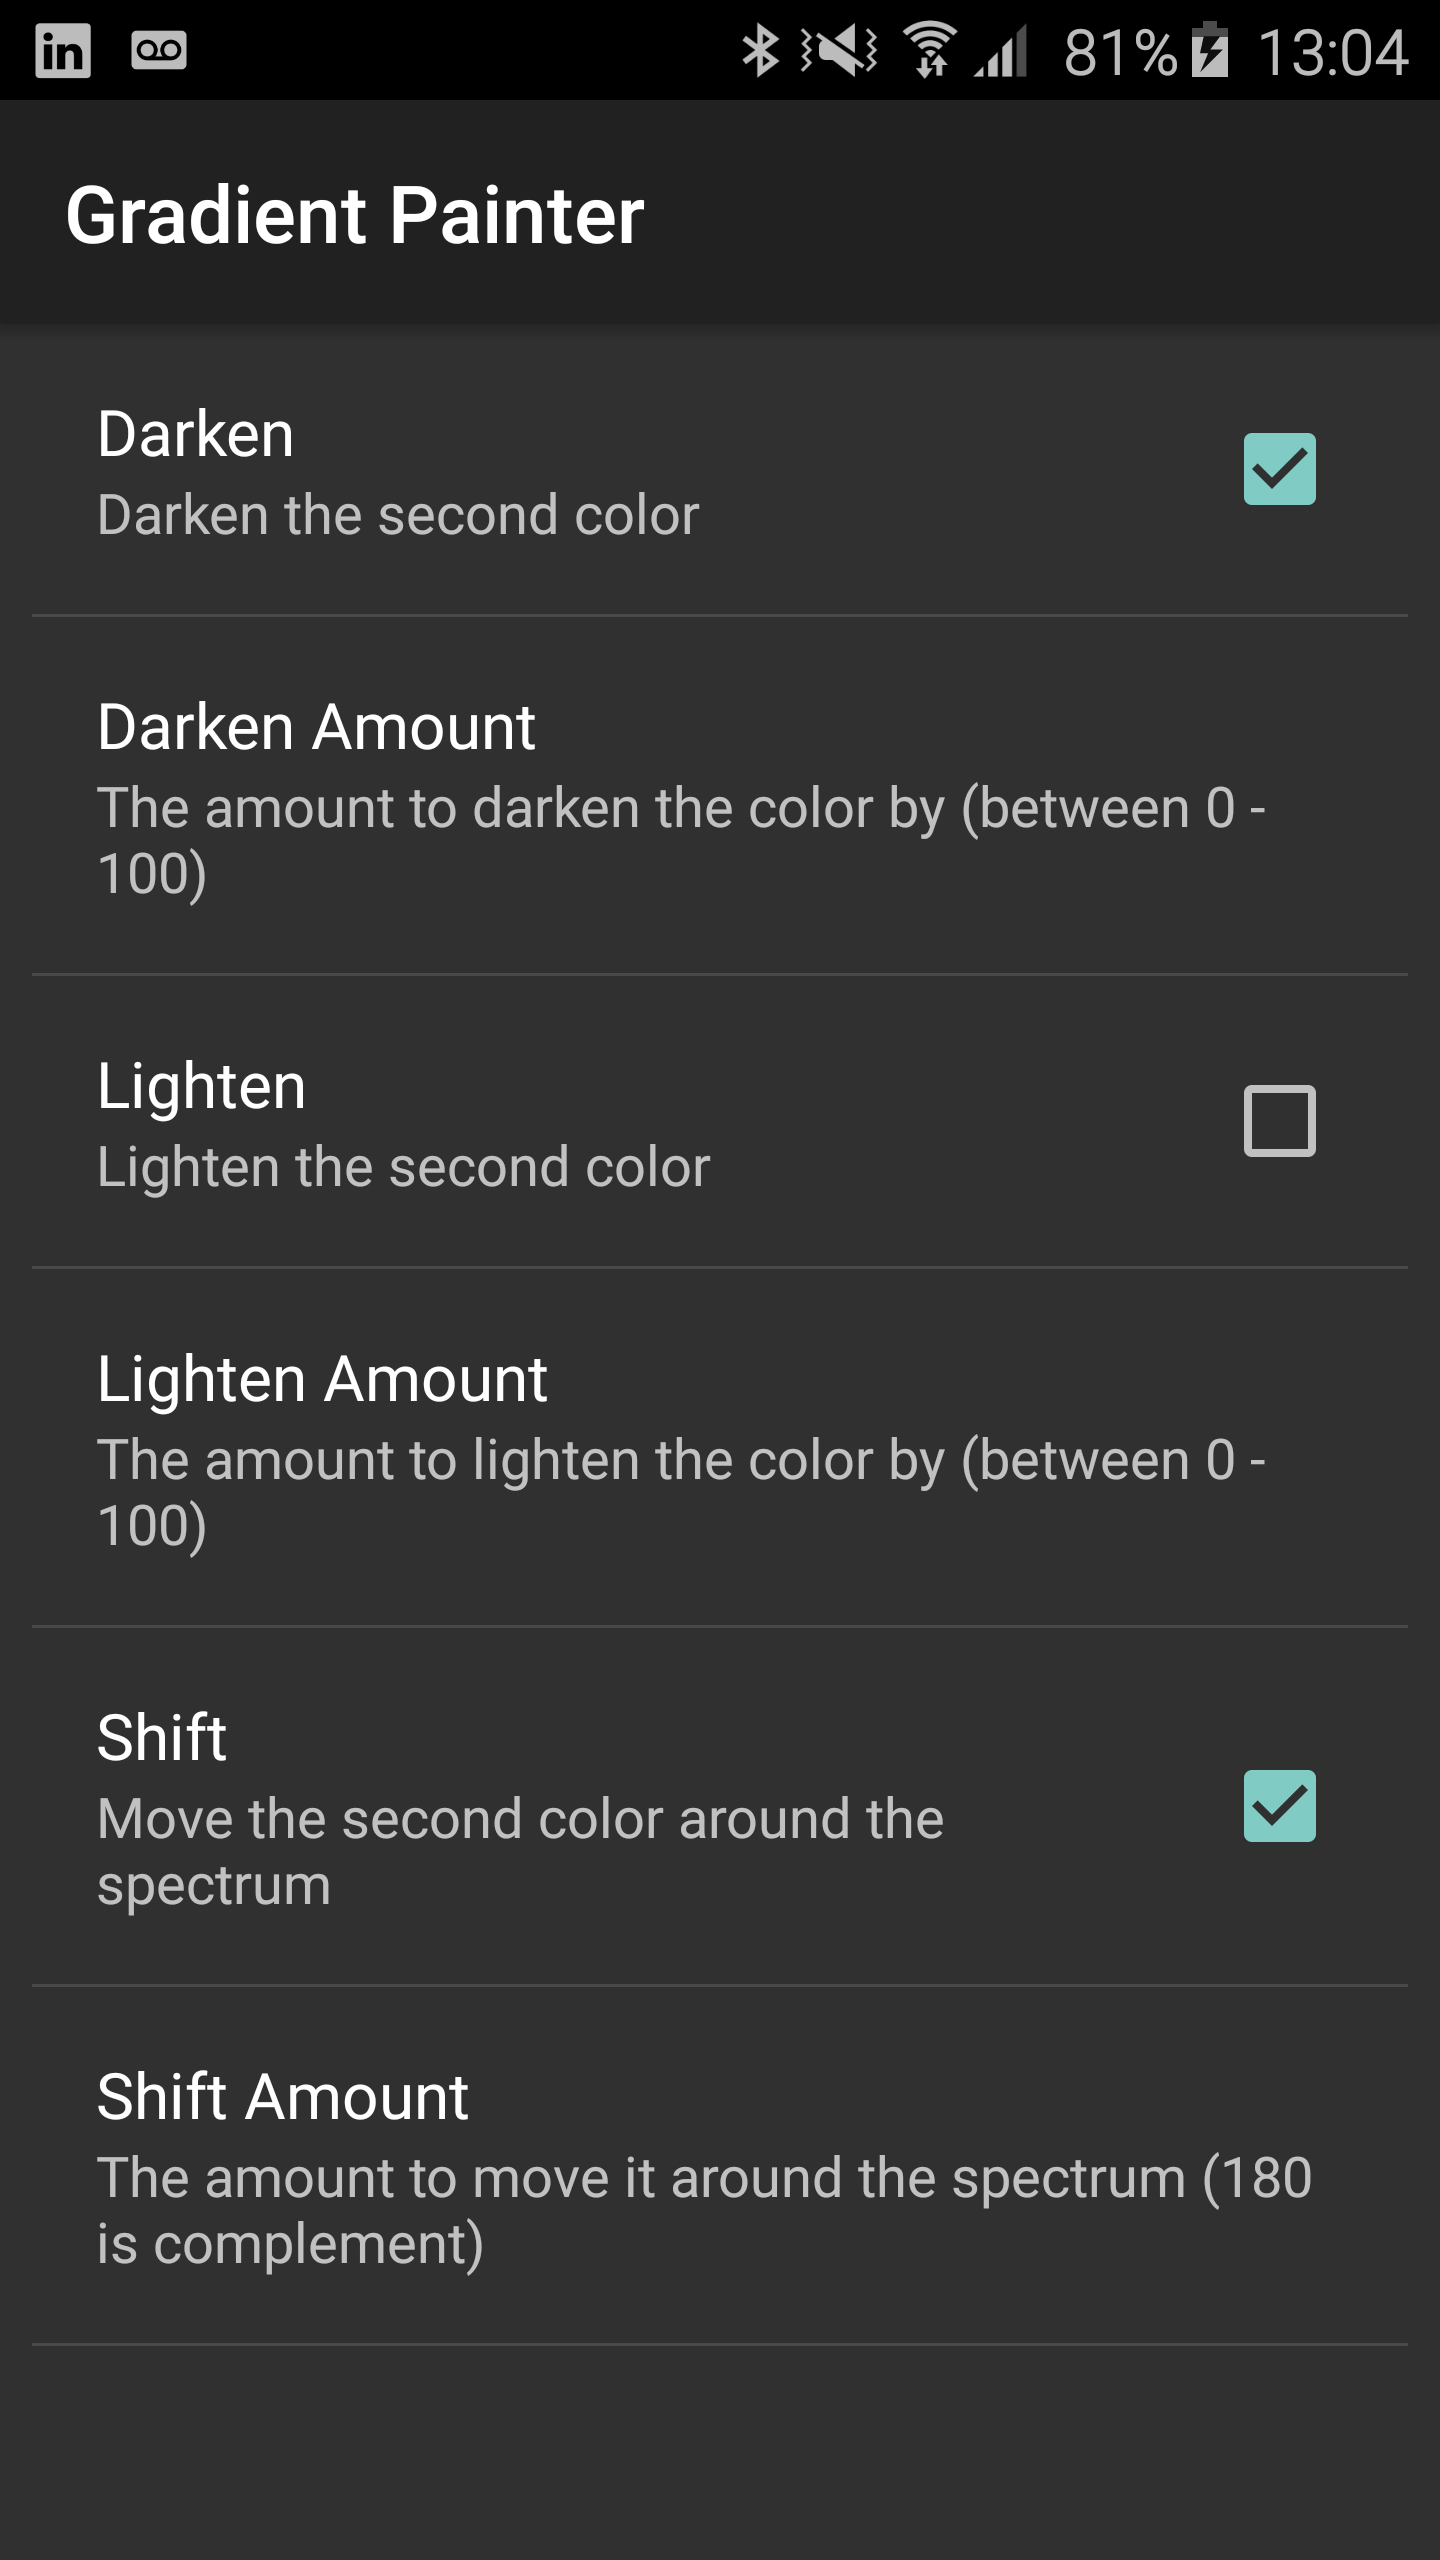 in
81% 13:04
Gradient Painter
Darken
Darken the second color
Darken Amount
The amount to darken the color by (between 0 -
100)
Lighten
Lighten the second color
Lighten Amount
The amount to lighten the color by (between 0 -
100)
Shift
Move the second color around the
spectrum
Shift Amount
The amount to move it around the spectrum (180
is complement)